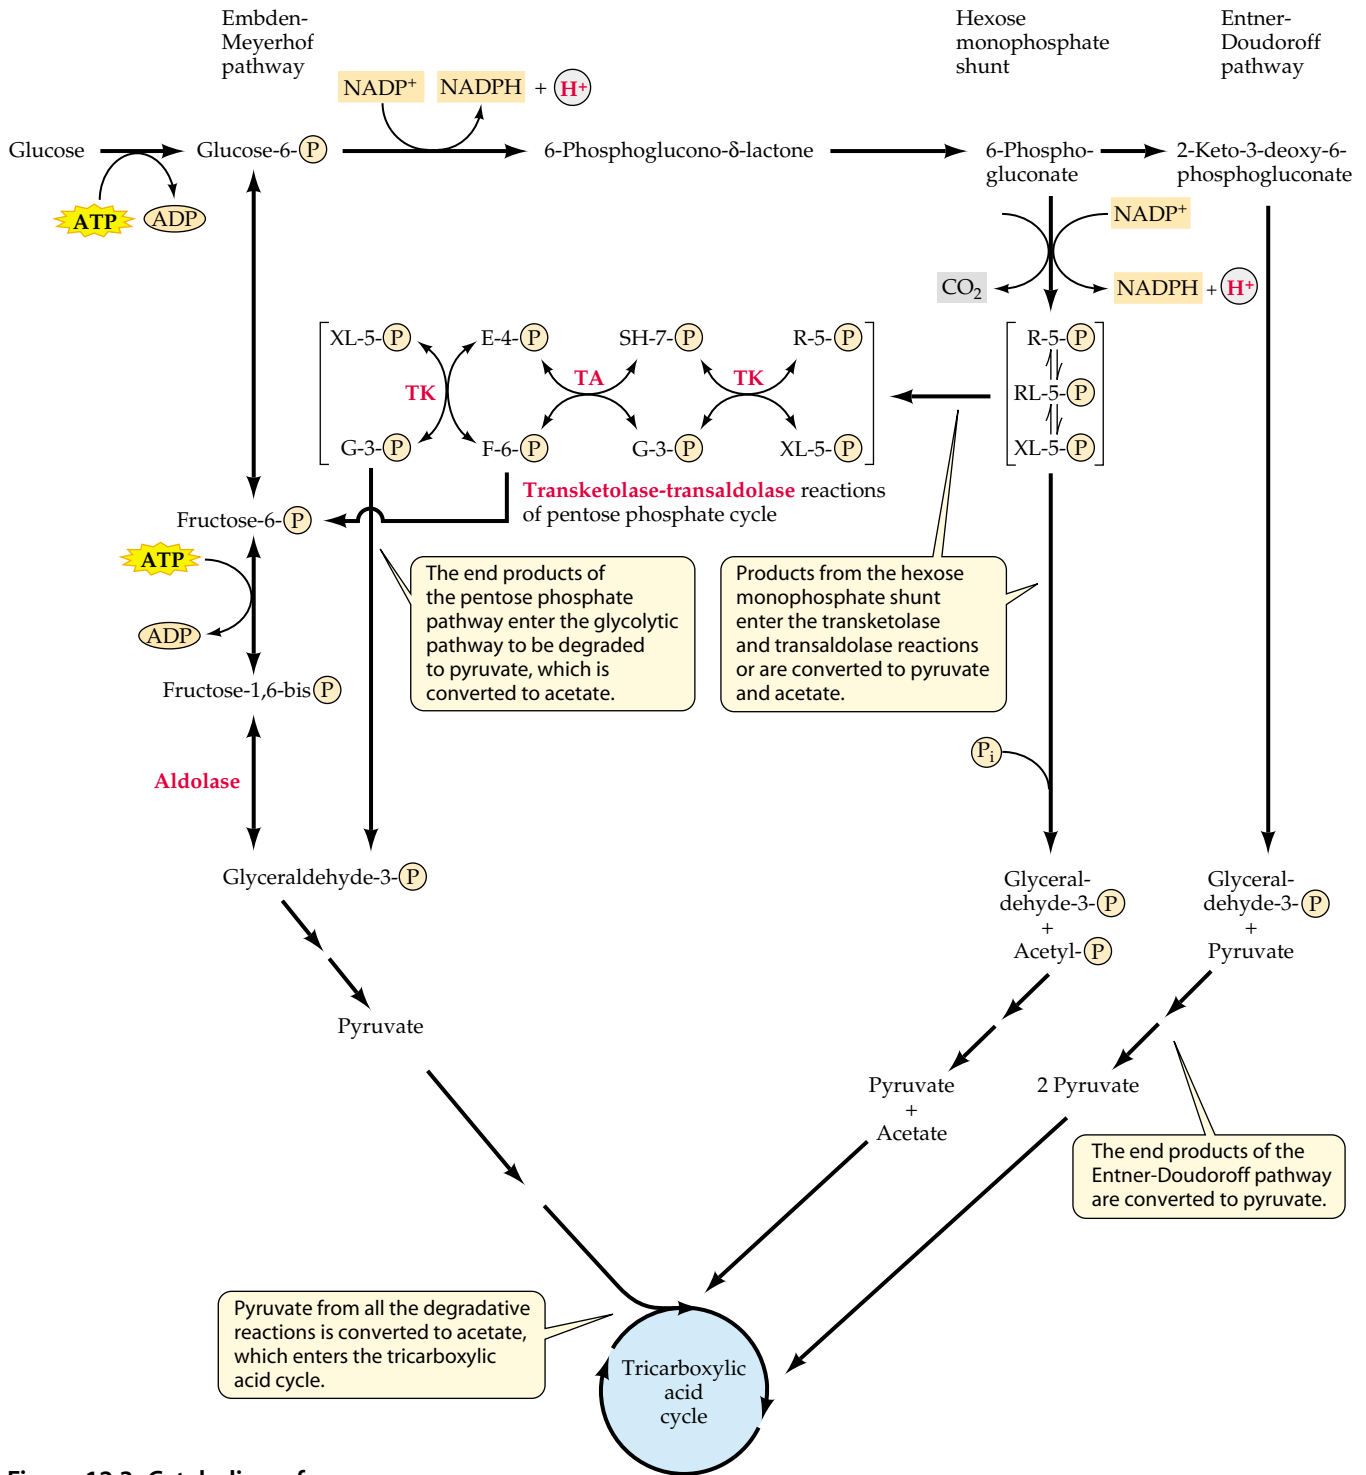 Embden-
Meyerhof
pathway
Hexose
monophosphate
shunt
Entner-
Doudoroff
pathway
NADP⁺ NADPH + H⁺
Glucose Glucose-6-P 6-Phosphoglucono-δ-lactone 6-Phospho-
gluconate
2-Keto-3-deoxy-6-
phosphogluconate
ATP ADP
NADP⁺
CO₂ NADPH + H⁺
XL-5-P E-4-P SH-7-P R-5-P
TK TA TK
G-3-P F-6-P G-3-P XL-5-P
R-5-P
RL-5-P
XL-5-P
Transketolase-transaldolase reactions
of pentose phosphate cycle
Fructose-6-P
ATP
ADP
Fructose-1,6-bis P
The end products of
the pentose phosphate
pathway enter the glycolytic
pathway to be degraded
to pyruvate, which is
converted to acetate.
Products from the hexose
monophosphate shunt
enter the transketolase
and transaldolase reactions
or are converted to pyruvate
and acetate.
Pᵢ
Aldolase
Glyceraldehyde-3-P
Glyceral-
dehyde-3-P
+
Acetyl-P
Glyceral-
dehyde-3-P
+
Pyruvate
Pyruvate
Pyruvate
+
Acetate
2 Pyruvate
The end products of the
Entner-Doudoroff pathway
are converted to pyruvate.
Pyruvate from all the degradative
reactions is converted to acetate,
which enters the tricarboxylic
acid cycle.
Tricarboxylic
acid
cycle